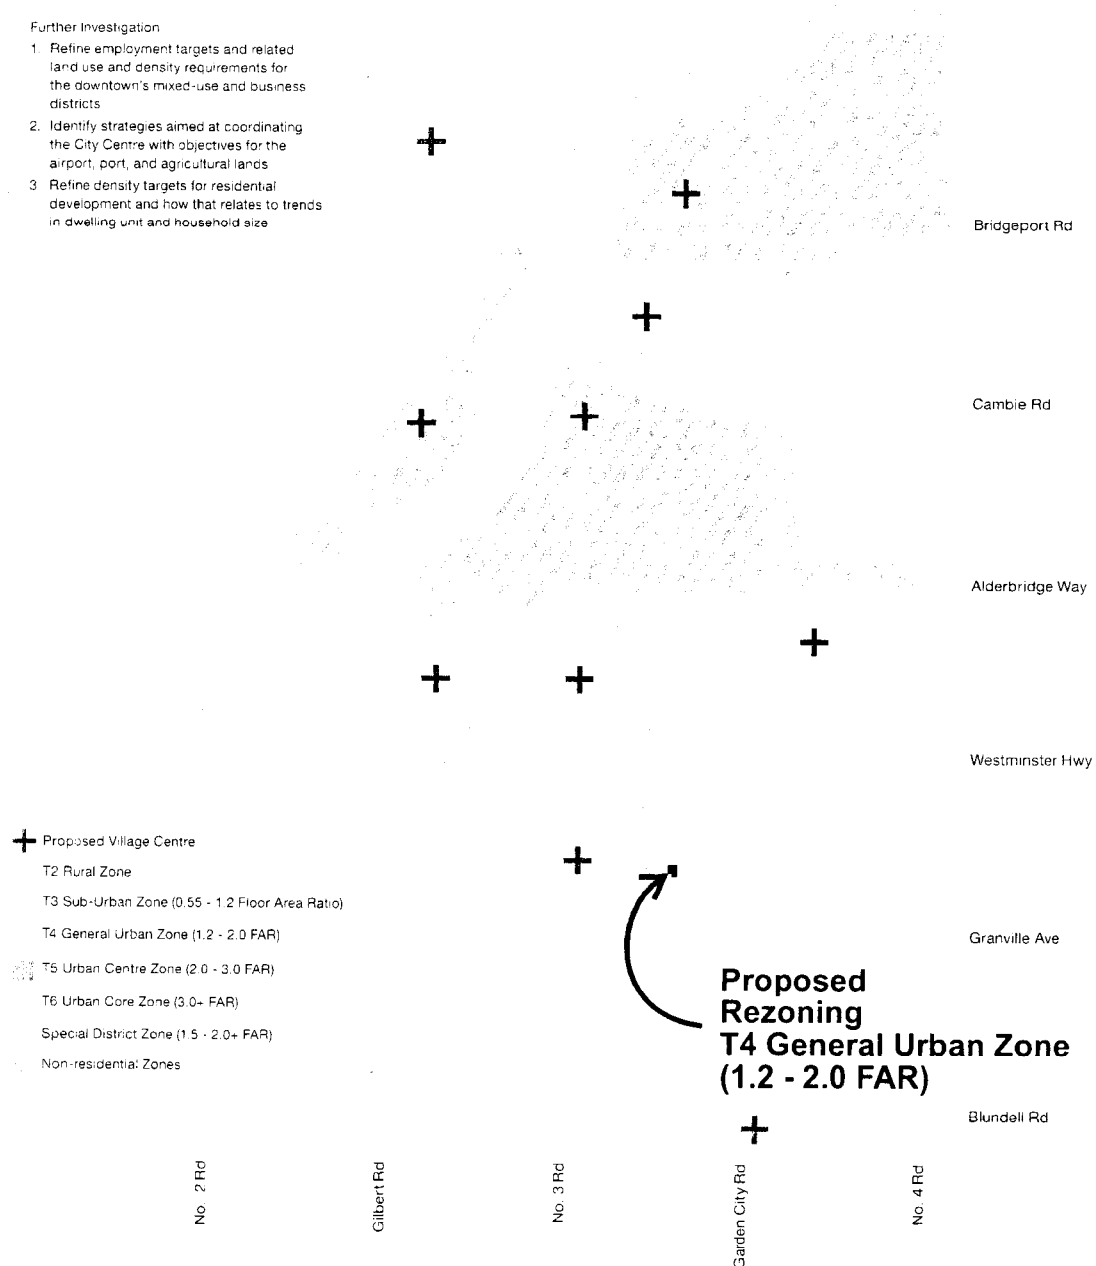 Further Investigation
1. Refine employment targets and related
land use and density requirements for
the downtown's mixed-use and business
districts
2. Identify strategies aimed at coordinating
the City Centre with objectives for the
airport, port, and agricultural lands
3 Refine density targets for residential
development and how that relates to trends
in dwelling unit and household size
Bridgeport Rd
Cambie Rd
Alderbridge Way
Westminster Hwy
Proposed Village Centre
T2 Rural Zone
T3 Sub-Urban Zone (0.55 - 1.2 Floor Area Ratio)
T4 General Urban Zone (1.2 - 2.0 FAR)
T5 Urban Centre Zone (2.0 - 3.0 FAR)
T6 Urban Core Zone (3.0+ FAR)
Special District Zone (1.5 - 2.0+ FAR)
Non-residential Zones
Granville Ave
Proposed
Rezoning
T4 General Urban Zone
(1.2 - 2.0 FAR)
Blundell Rd
No. 2 Rd
Gilbert Rd
No. 3 Rd
Garden City Rd
No. 4 Rd